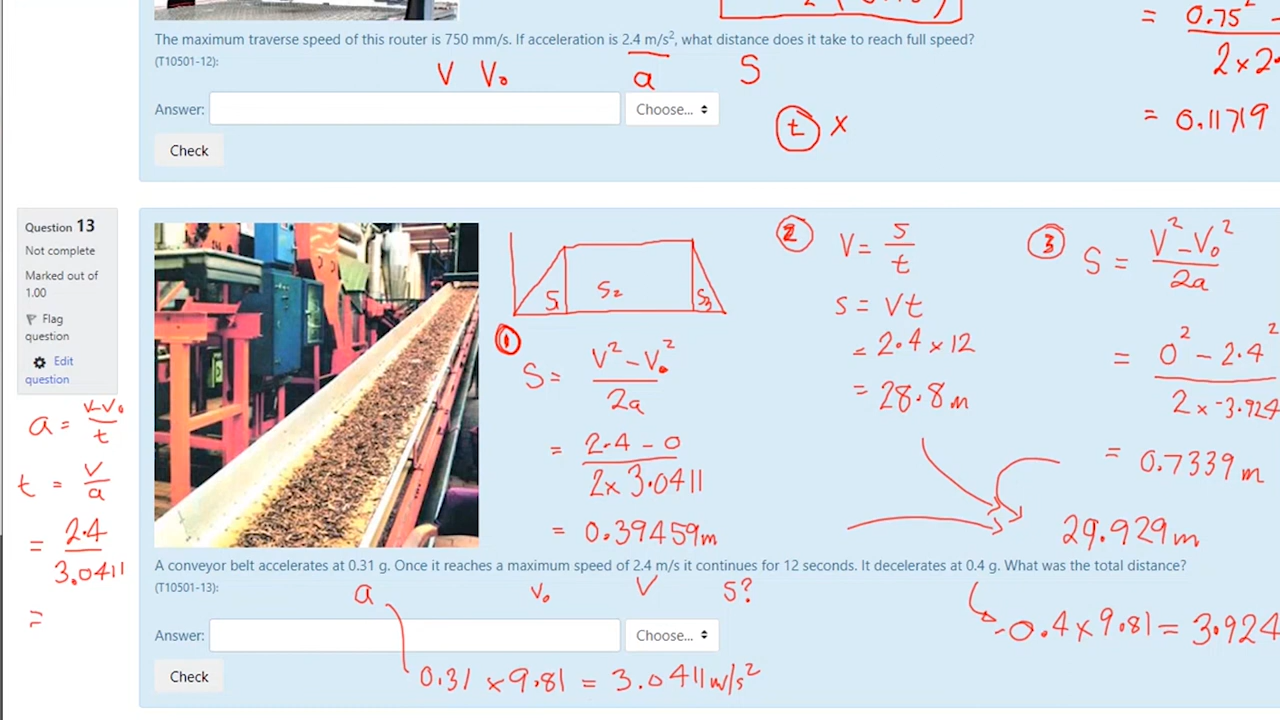 = 0.75²
The maximum traverse speed of this router is 750 mm/s. If acceleration is 2.4 m/s², what distance does it take to reach full speed?
2×2.
(T10501-12):
V V₀ a S
Answer: Choose...
t ×
= 0.11719
Check
Question 13
Not complete
Marked out of
1.00
Flag
question
Edit
question
a = V-V₀ / t
t = V / a
= 2.4 / 3.0411
=
S₁ S₂ S₃
①
S = V² - V₀² / 2a
= 2.4 - 0 / 2× 3.0411
= 0.39459m
②
V = S / t
S = Vt
= 2.4 × 12
= 28.8m
③
S = V² - V₀² / 2a
= 0² - 2.4² / 2 × -3.924
= 0.7339m
29.929m
A conveyor belt accelerates at 0.31 g. Once it reaches a maximum speed of 2.4 m/s it continues for 12 seconds. It decelerates at 0.4 g. What was the total distance?
(T10501-13):
a V₀ V S?
-0.4×9.81 = 3.924
Answer: Choose...
0.31 ×9.81 = 3.0411m/s²
Check